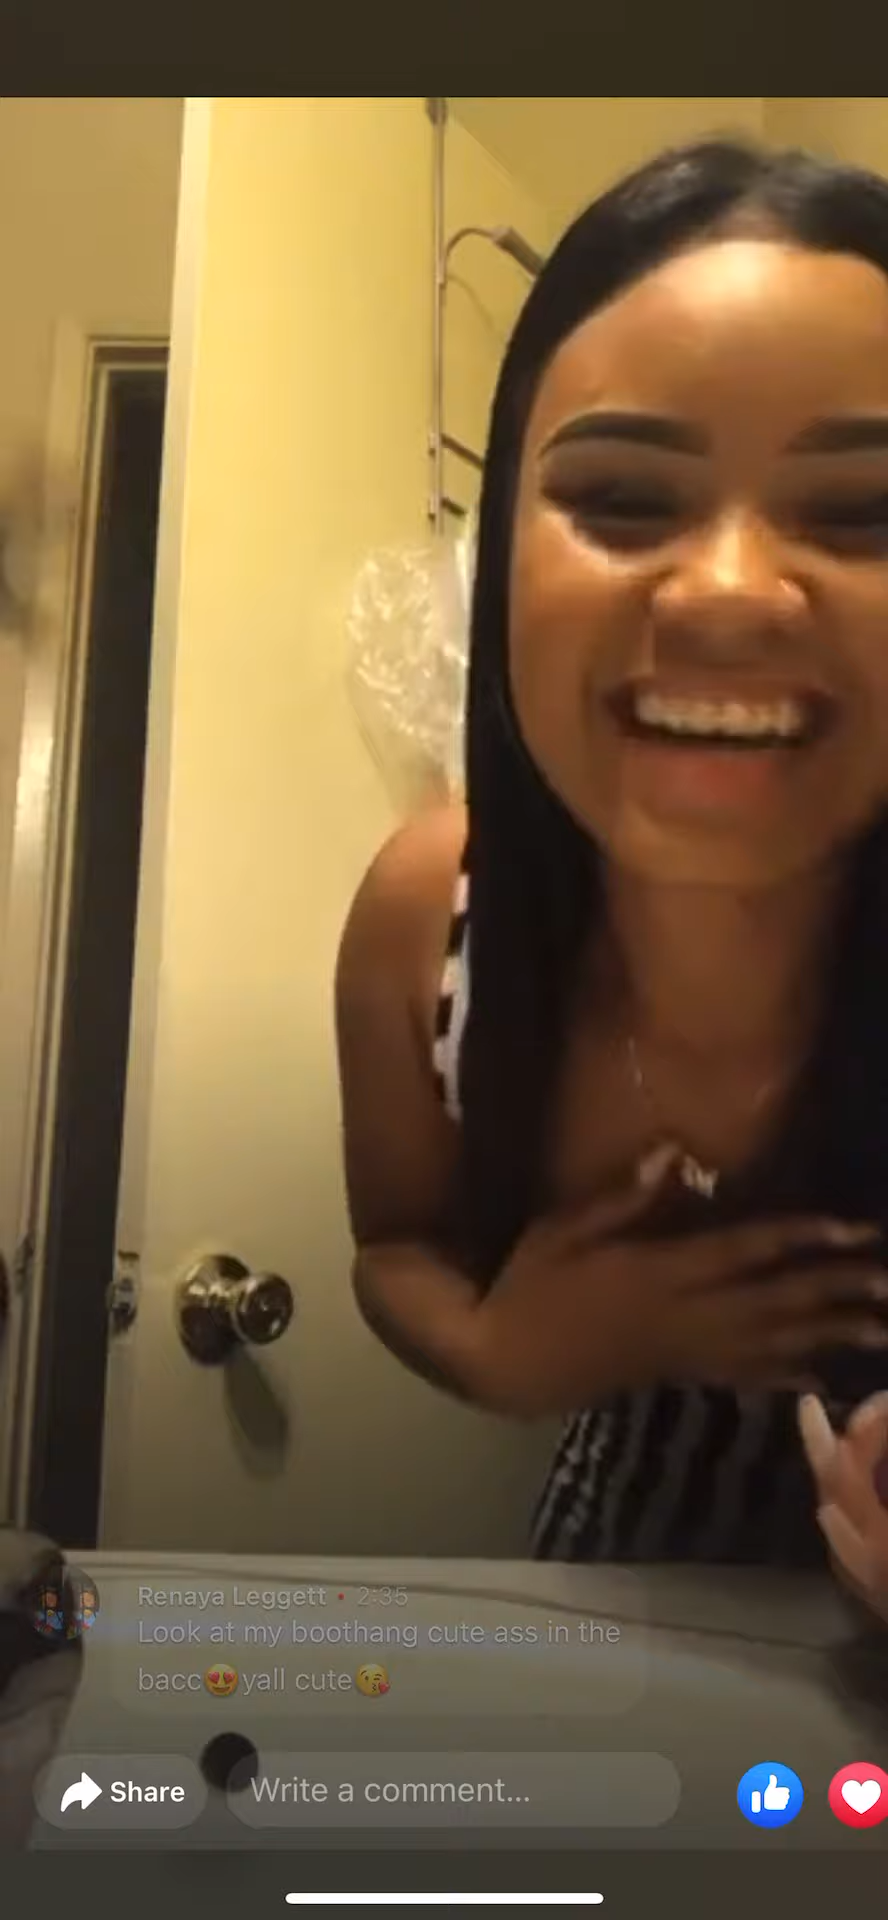 Renaya Leggett • 2:35
Look at my boothang cute ass in the
bacc😍yall cute😘
Share
Write a comment...